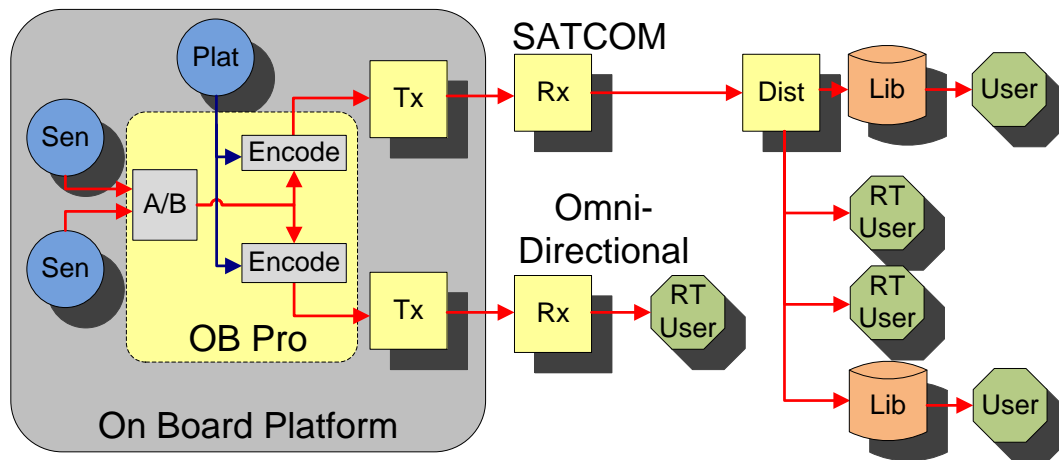 SATCOM
Plat
Tx
Rx
Dist
Lib
User
Sen
Encode
A/B
RT
User
Omni-
Directional
Sen
Encode
RT
User
Tx
Rx
RT
User
OB Pro
Lib
User
On Board Platform